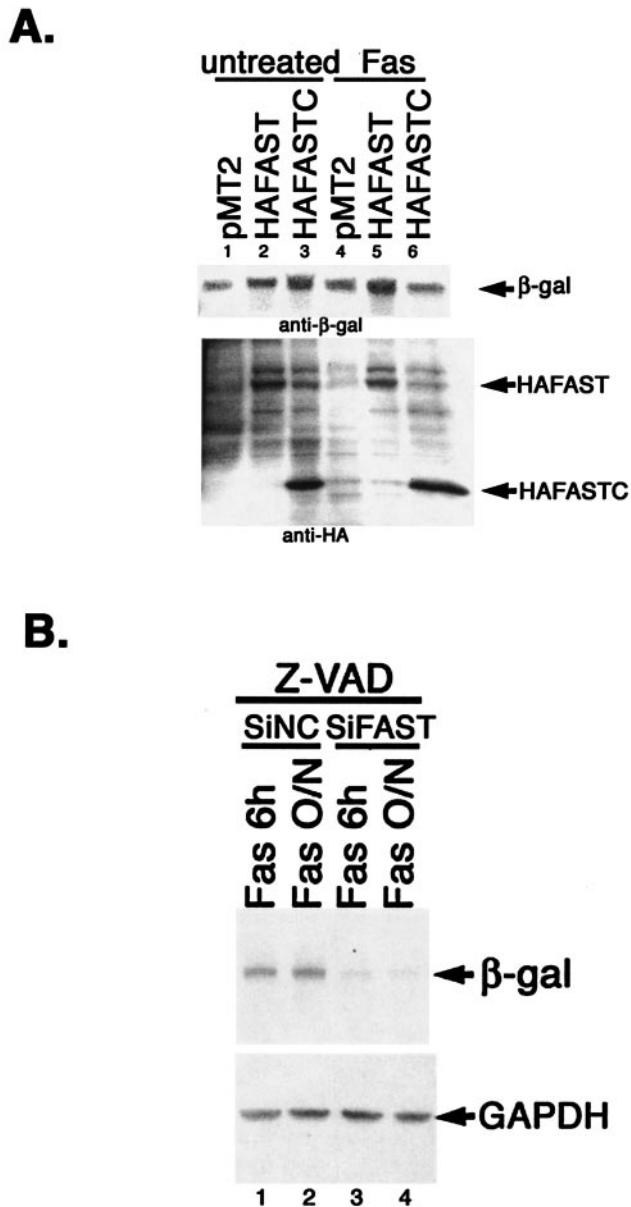 A.
untreated Fas
pMT2 HAFAST HAFASTC pMT2 HAFAST HAFASTC
1 2 3 4 5 6
β-gal
anti-β-gal
HAFAST
HAFASTC
anti-HA
B.
Z-VAD
SiNC SiFAST
Fas 6h Fas O/N Fas 6h Fas O/N
β-gal
GAPDH
1 2 3 4